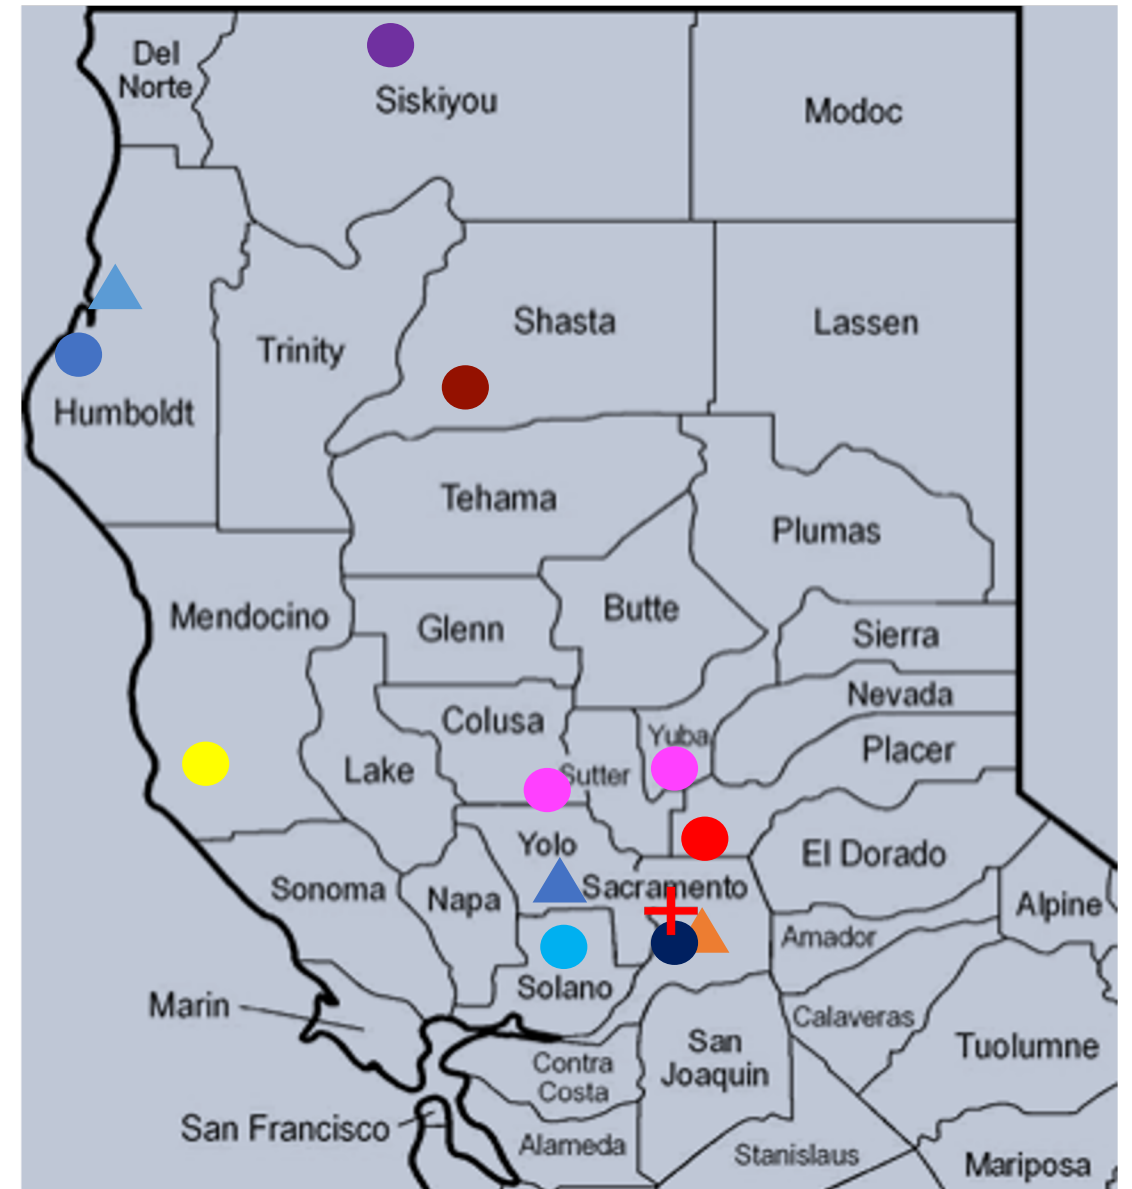 Del
Norte
Siskiyou
Modoc
Shasta
Lassen
Trinity
Humboldt
Tehama
Plumas
Mendocino
Glenn
Butte
Sierra
Nevada
Colusa
Yuba
Placer
Lake
Sutter
Yolo
El Dorado
Sonoma
Napa
Sacramento
Alpine
Amador
Solano
Marin
Calaveras
San
Joaquin
Tuolumne
Contra
Costa
San Francisco
Alameda
Stanislaus
Mariposa